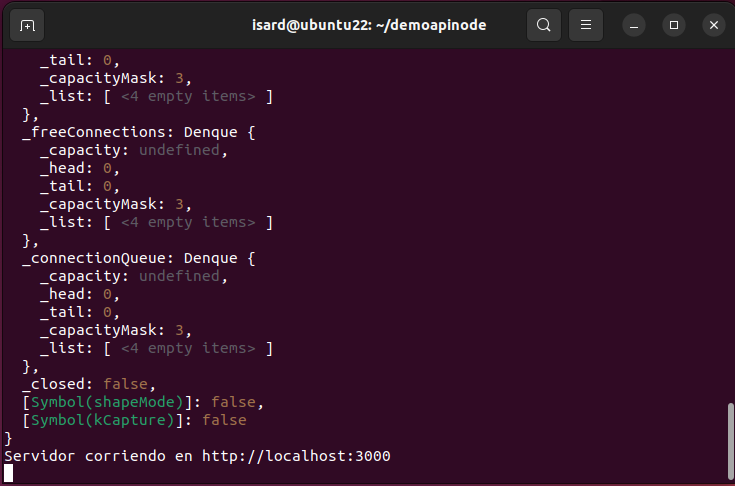 isard@ubuntu22: ~/demoapinode
    _tail: 0,
    _capacityMask: 3,
    _list: [ <4 empty items> ]
  },
  _freeConnections: Denque {
    _capacity: undefined,
    _head: 0,
    _tail: 0,
    _capacityMask: 3,
    _list: [ <4 empty items> ]
  },
  _connectionQueue: Denque {
    _capacity: undefined,
    _head: 0,
    _tail: 0,
    _capacityMask: 3,
    _list: [ <4 empty items> ]
  },
  _closed: false,
  [Symbol(shapeMode)]: false,
  [Symbol(kCapture)]: false
}
Servidor corriendo en http://localhost:3000